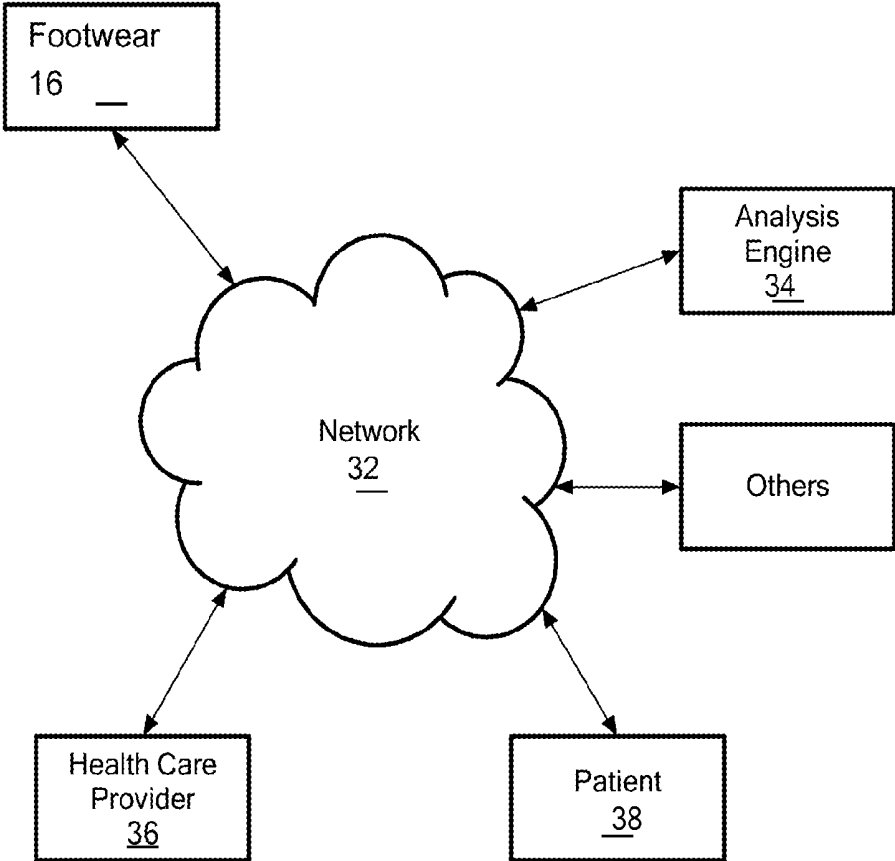 Footwear
16
Analysis
Engine
34
Network
32
Others
Health Care
Provider
36
Patient
38